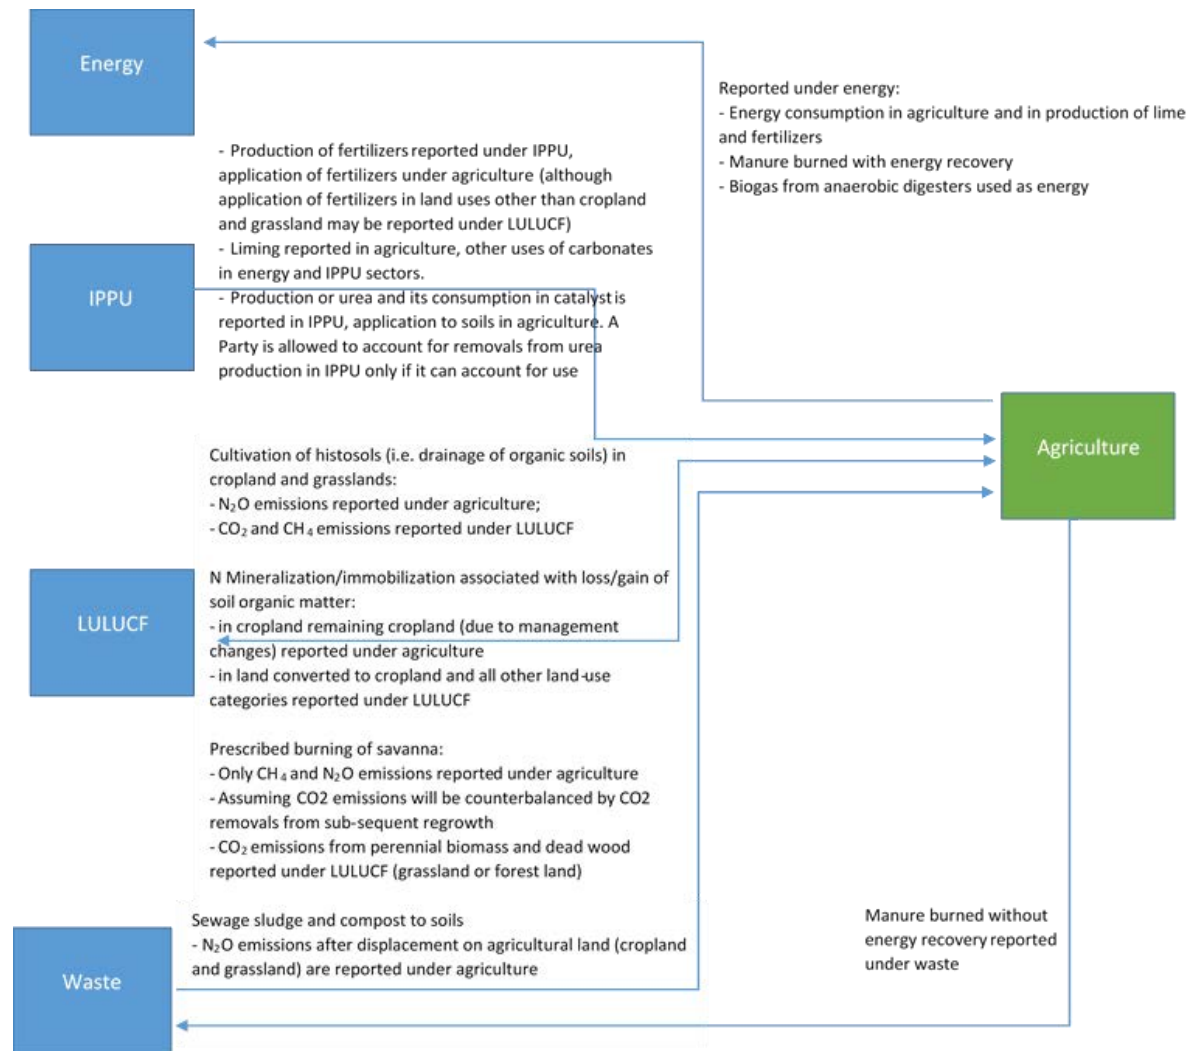 Energy
Reported under energy:
- Energy consumption in agriculture and in production of lime
and fertilizers
- Manure burned with energy recovery
- Biogas from anaerobic digesters used as energy
- Production of fertilizers reported under IPPU,
application of fertilizers under agriculture (although
application of fertilizers in land uses other than cropland
and grassland may be reported under LULUCF)
- Liming reported in agriculture, other uses of carbonates
in energy and IPPU sectors.
- Production or urea and its consumption in catalyst is
reported in IPPU, application to soils in agriculture. A
Party is allowed to account for removals from urea
production in IPPU only if it can account for use
IPPU
Agriculture
Cultivation of histosols (i.e. drainage of organic soils) in
cropland and grasslands:
- N₂O emissions reported under agriculture;
- CO₂ and CH₄ emissions reported under LULUCF
N Mineralization/immobilization associated with loss/gain of
soil organic matter:
- in cropland remaining cropland (due to management
changes) reported under agriculture
- in land converted to cropland and all other land-use
categories reported under LULUCF
LULUCF
Prescribed burning of savanna:
- Only CH₄ and N₂O emissions reported under agriculture
- Assuming CO2 emissions will be counterbalanced by CO2
removals from sub-sequent regrowth
- CO₂ emissions from perennial biomass and dead wood
reported under LULUCF (grassland or forest land)
Sewage sludge and compost to soils
- N₂O emissions after displacement on agricultural land (cropland
and grassland) are reported under agriculture
Waste
Manure burned without
energy recovery reported
under waste